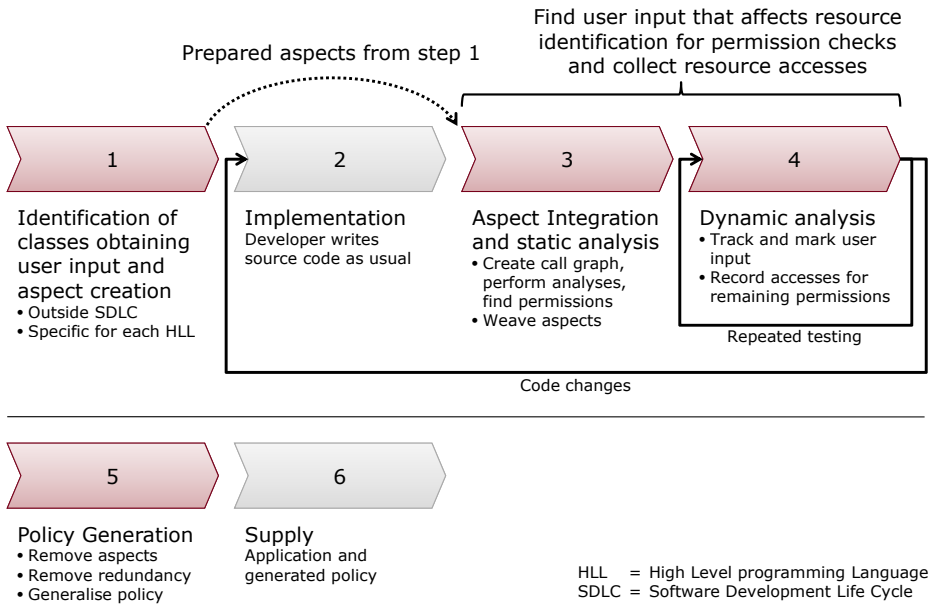 Find user input that affects resource
identification for permission checks
and collect resource accesses
Prepared aspects from step 1
1
2
3
4
Identification of
classes obtaining
user input and
aspect creation
• Outside SDLC
• Specific for each HLL
Implementation
Developer writes
source code as usual
Aspect Integration
and static analysis
• Create call graph,
perform analyses,
find permissions
• Weave aspects
Dynamic analysis
• Track and mark user
input
• Record accesses for
remaining permissions
Repeated testing
Code changes
5
6
Policy Generation
• Remove aspects
• Remove redundancy
• Generalise policy
Supply
Application and
generated policy
HLL = High Level programming Language
SDLC = Software Development Life Cycle